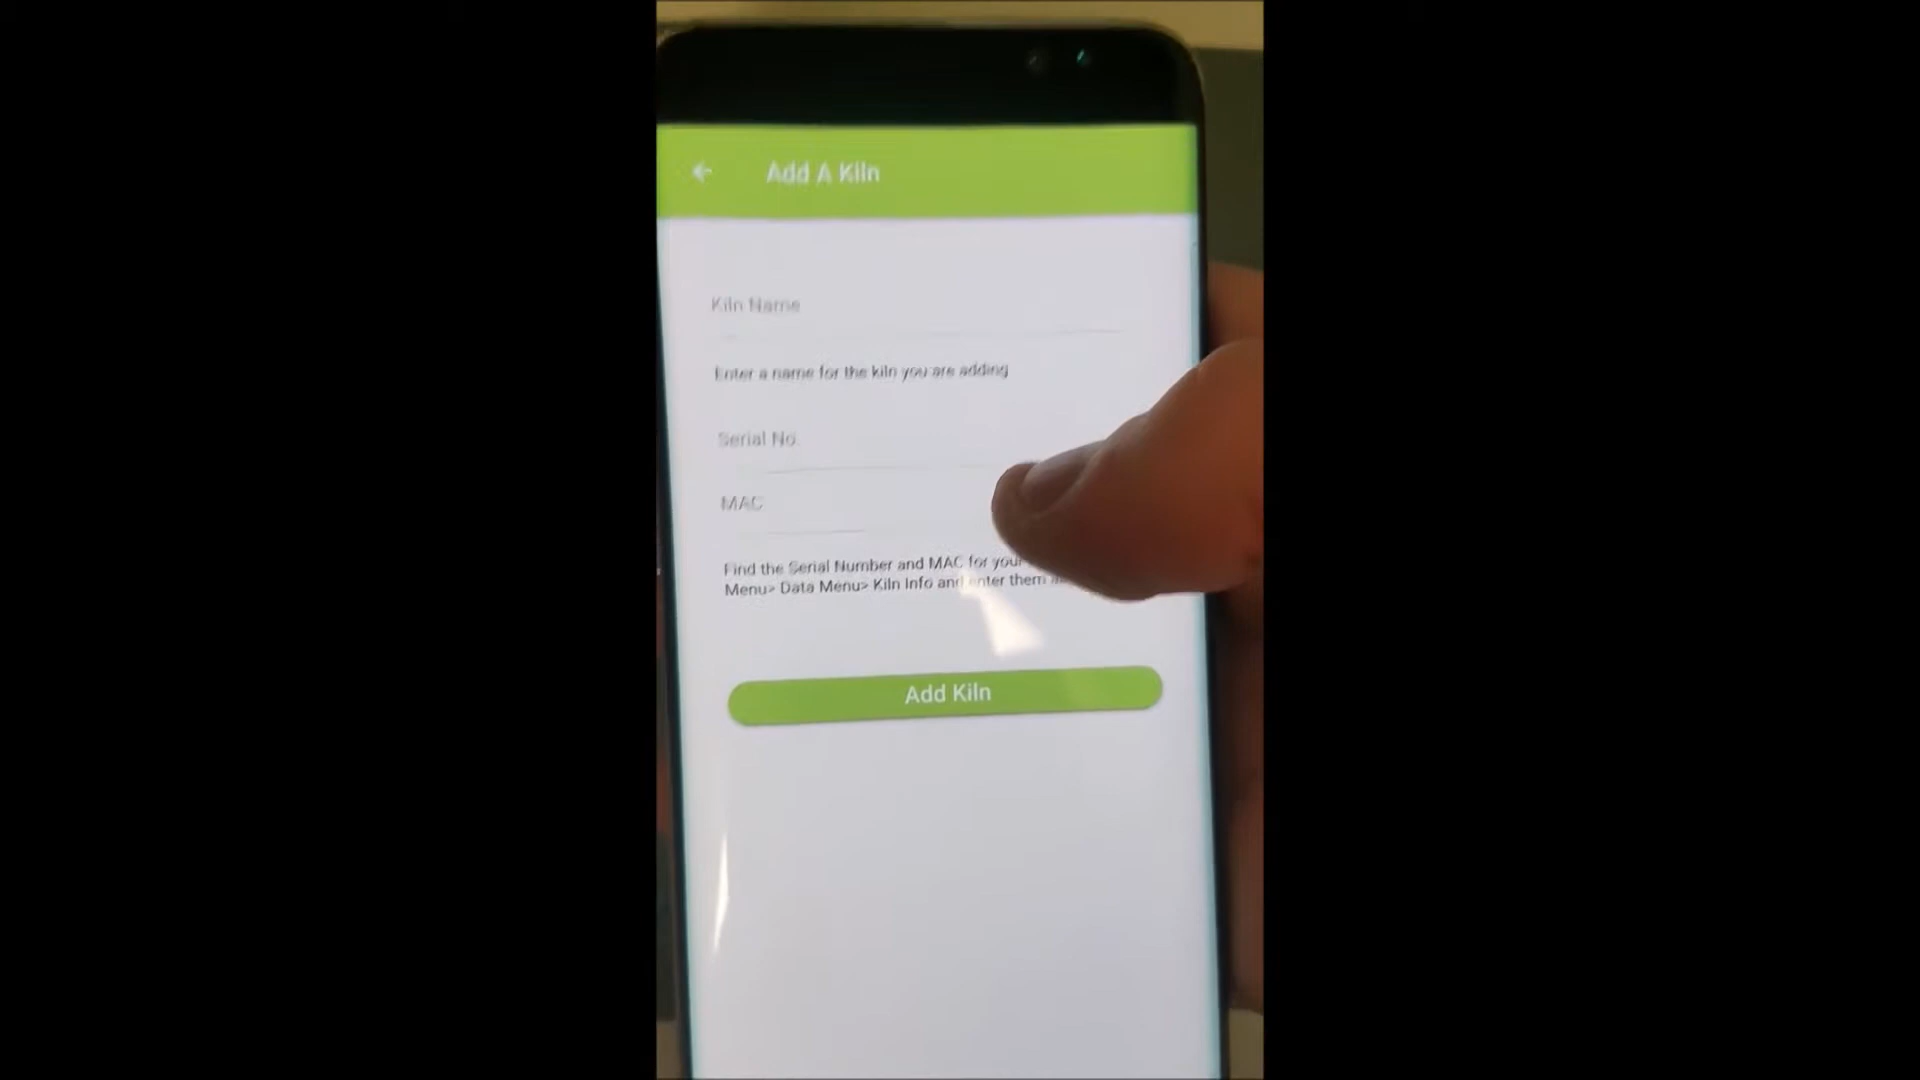 Add A Kiln
Kiln Name
Enter a name for the kiln you are adding
Serial No.
MAC
Find the Serial Number and MAC for your
Menu> Data Menu> Kiln Info and enter them
Add Kiln